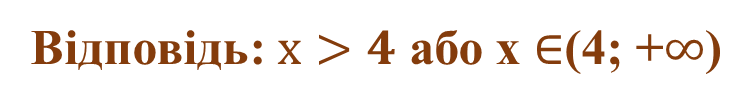 Відповідь: x > 4 або x ∈(4; +∞)